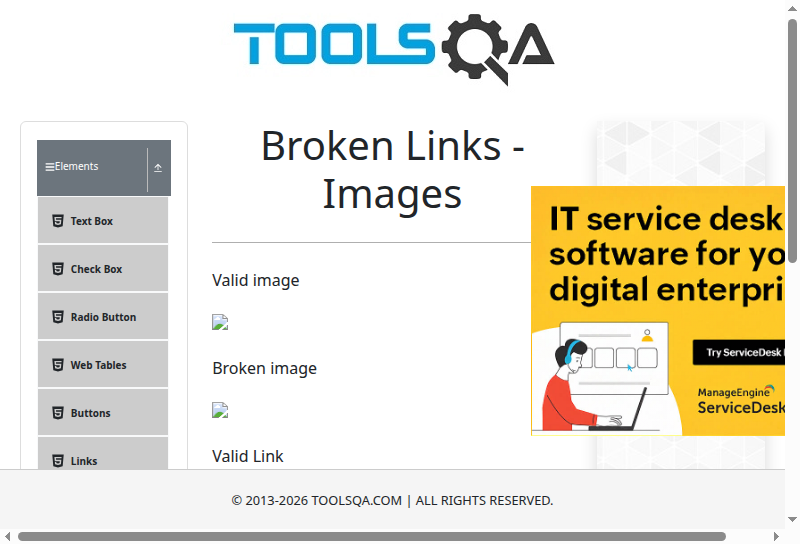 TOOLSQA
Elements
Text Box
Check Box
Radio Button
Web Tables
Buttons
Links
Broken Links -
Images
Valid image
Broken image
Valid Link
IT service desk
software for yo
digital enterpri
Try ServiceDesk
ManageEngine
ServiceDesk
© 2013-2026 TOOLSQA.COM | ALL RIGHTS RESERVED.